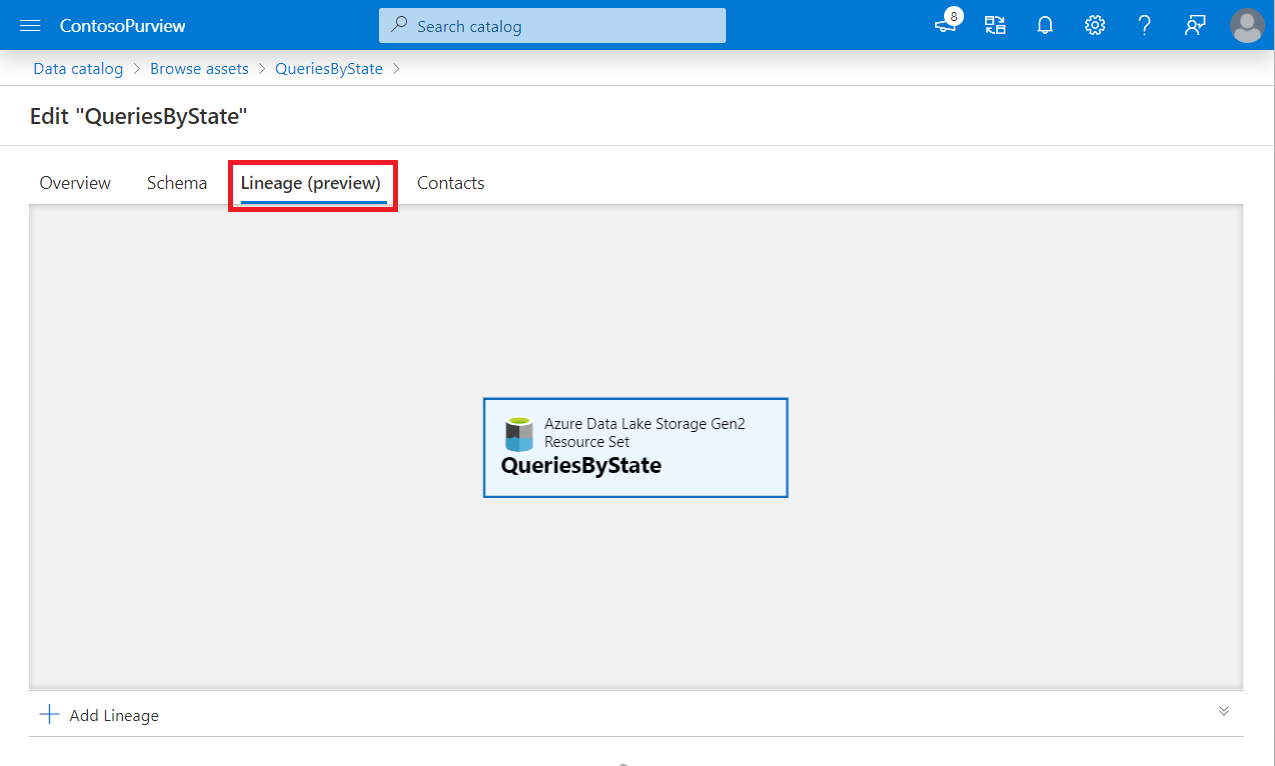 ContosoPurview
Search catalog
8
Data catalog > Browse assets > QueriesByState >
Edit "QueriesByState"
Overview Schema Lineage (preview) Contacts
Azure Data Lake Storage Gen2
Resource Set
QueriesByState
Add Lineage